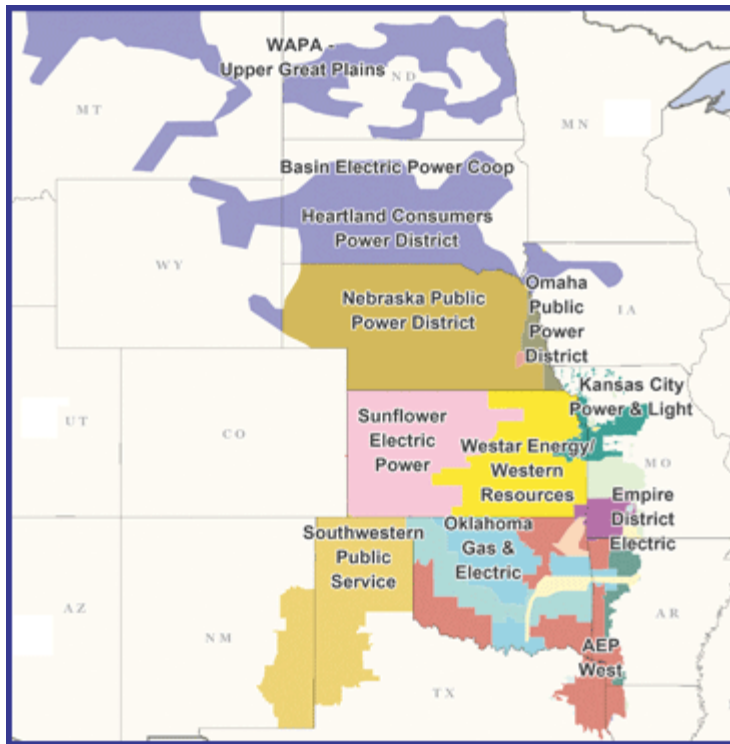 WAPA -
Upper Great Plains
ND
MT
MN
Basin Electric Power Coop
Heartland Consumers
Power District
WY
Nebraska Public
Power District
Omaha
Public
Power
District
IA
Kansas City
Power & Light
UT
CO
Sunflower
Electric
Power
Westar Energy/
Western
Resources
MO
Empire
District
Electric
Southwestern
Public
Service
Oklahoma
Gas &
Electric
AZ
NM
AR
AEP
West
TX